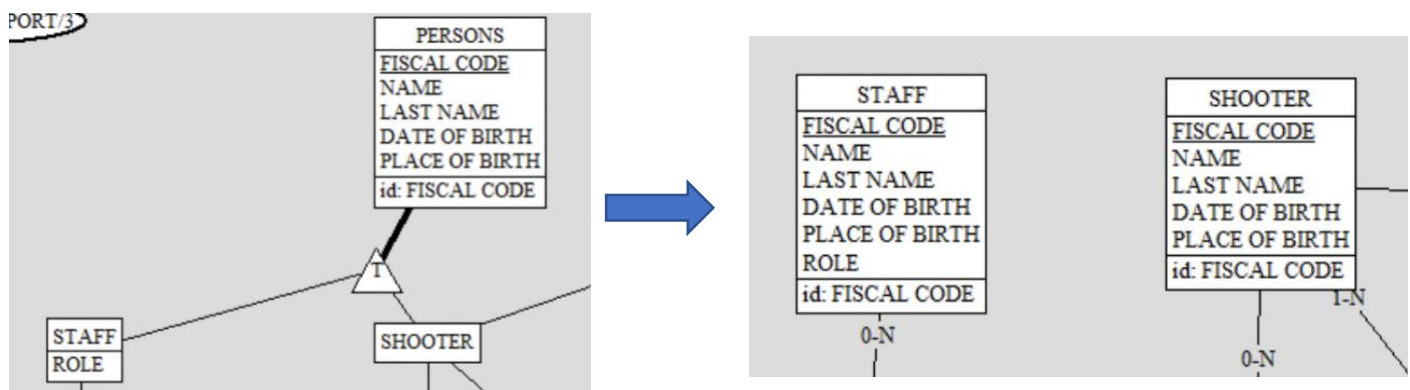 PORT/3
PERSONS
FISCAL CODE
NAME
LAST NAME
DATE OF BIRTH
PLACE OF BIRTH
id: FISCAL CODE
T
STAFF
ROLE
SHOOTER
STAFF
FISCAL CODE
NAME
LAST NAME
DATE OF BIRTH
PLACE OF BIRTH
ROLE
id: FISCAL CODE
0-N
SHOOTER
FISCAL CODE
NAME
LAST NAME
DATE OF BIRTH
PLACE OF BIRTH
id: FISCAL CODE
1-N
0-N